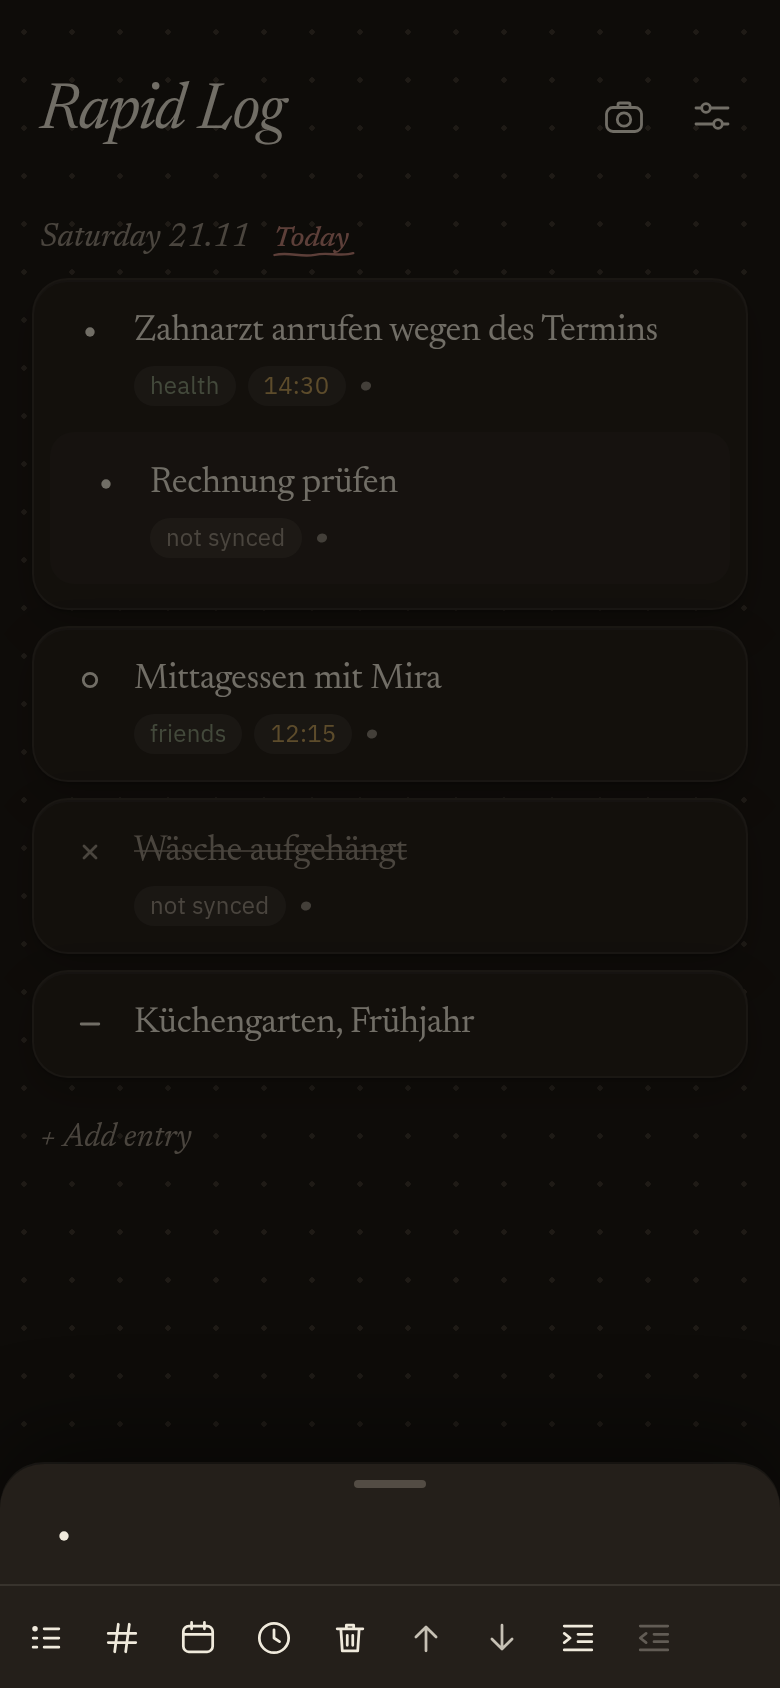 Rapid Log
Saturday 21.11 Today
• Zahnarzt anrufen wegen des Termins
health 14:30 •
• Rechnung prüfen
not synced •
Mittagessen mit Mira
friends 12:15 •
× Wäsche aufgehängt
not synced •
– Küchengarten, Frühjahr
+ Add entry
•